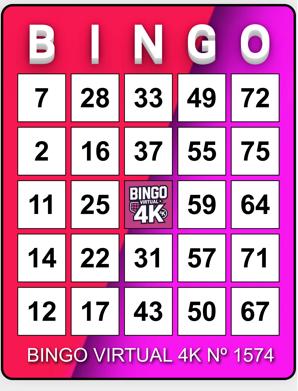 B I N G O
7 28 33 49 72
2 16 37 55 75
11 25 BINGO VIRTUAL 4K 59 64
14 22 31 57 71
12 17 43 50 67
BINGO VIRTUAL 4K Nº 1574